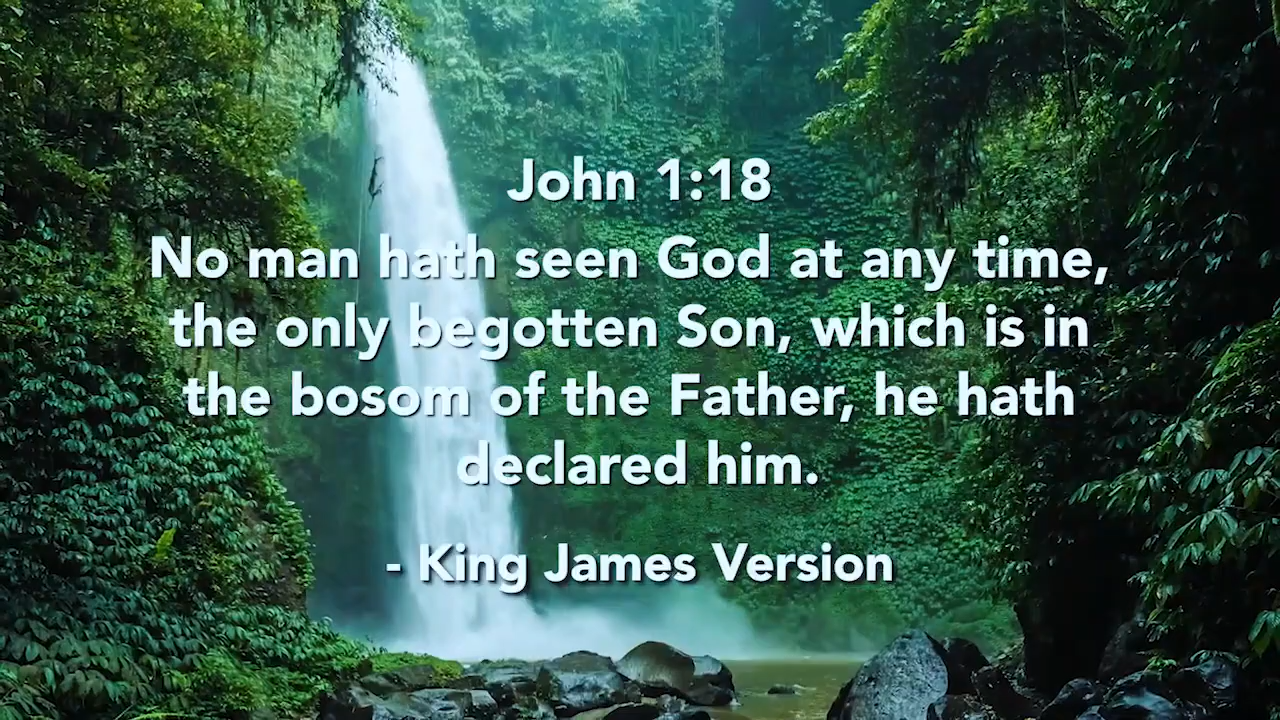 John 1:18
No man hath seen God at any time,
the only begotten Son, which is in
the bosom of the Father, he hath
declared him.
- King James Version